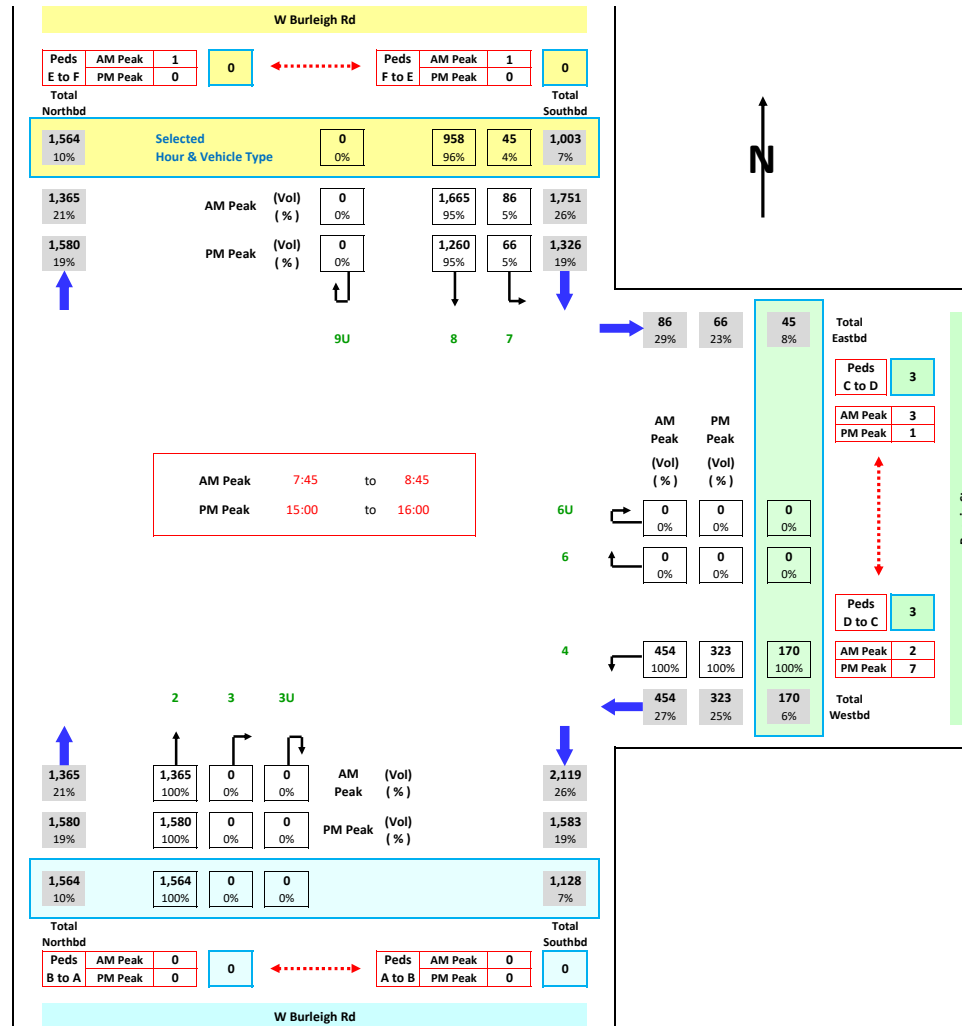 W Burleigh Rd
Peds AM Peak 1 0 Peds AM Peak 1 0
E to F PM Peak 0 F to E PM Peak 0
Total Total
Northbd Southbd
1,564 Selected 0 958 45 1,003
10% Hour & Vehicle Type 0% 96% 4% 7%
1,365 AM Peak (Vol) 0 1,665 86 1,751
21% ( % ) 0% 95% 5% 26%
1,580 PM Peak (Vol) 0 1,260 66 1,326
19% ( % ) 0% 95% 5% 19%
N
9U 8 7
86 66 45 Total
29% 23% 8% Eastbd
Peds
C to D 3
AM Peak 3
PM Peak 1
AM PM
Peak Peak
(Vol) (Vol)
( % ) ( % )
AM Peak 7:45 to 8:45
PM Peak 15:00 to 16:00
6U 0 0 0
0% 0% 0%
6 0 0 0
0% 0% 0%
Peds
D to C 3
4 454 323 170 AM Peak 2
100% 100% 100% PM Peak 7
454 323 170 Total
27% 25% 6% Westbd
2 3 3U
1,365 1,365 0 0 AM (Vol) 2,119
21% 100% 0% 0% Peak ( % ) 26%
1,580 1,580 0 0 PM Peak (Vol) 1,583
19% 100% 0% 0% ( % ) 19%
1,564 1,564 0 0 1,128
10% 100% 0% 0% 7%
Total Total
Northbd Southbd
Peds AM Peak 0 0 Peds AM Peak 0 0
B to A PM Peak 0 A to B PM Peak 0
W Burleigh Rd